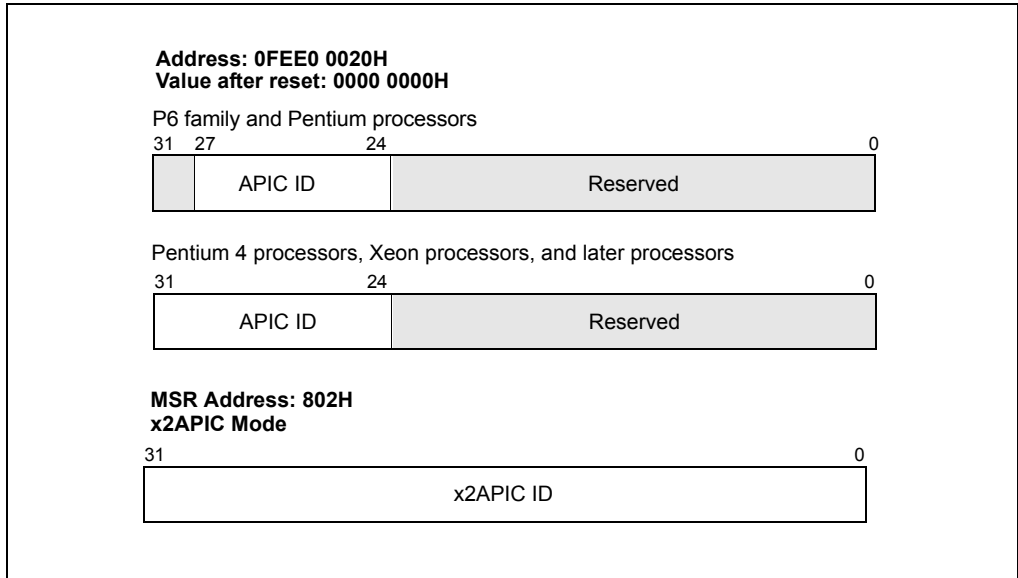 Address: 0FEE0 0020H
Value after reset: 0000 0000H
P6 family and Pentium processors
31 27 24 0
APIC ID Reserved
Pentium 4 processors, Xeon processors, and later processors
31 24 0
APIC ID Reserved
MSR Address: 802H
x2APIC Mode
31 0
x2APIC ID